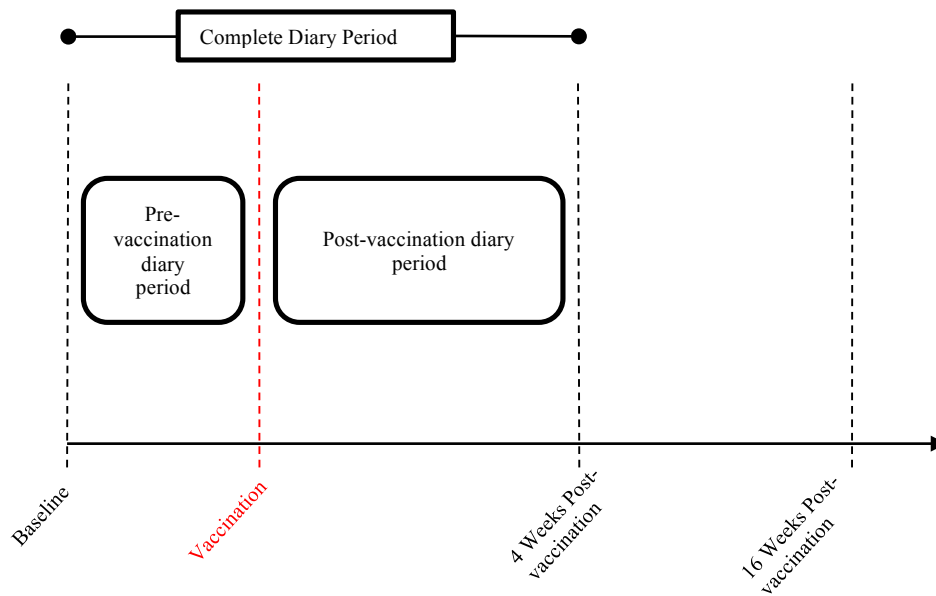 Complete Diary Period
Pre-
vaccination
diary
period
Post-vaccination diary
period
Baseline
Vaccination
4 Weeks Post-
vaccination
16 Weeks Post-
vaccination